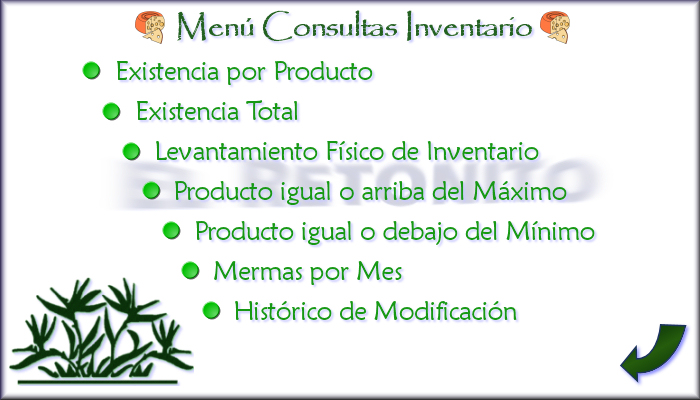 Menú Consultas Inventario
Existencia por Producto
Existencia Total
Levantamiento Físico de Inventario
Producto igual o arriba del Máximo
Producto igual o debajo del Mínimo
Mermas por Mes
Histórico de Modificación